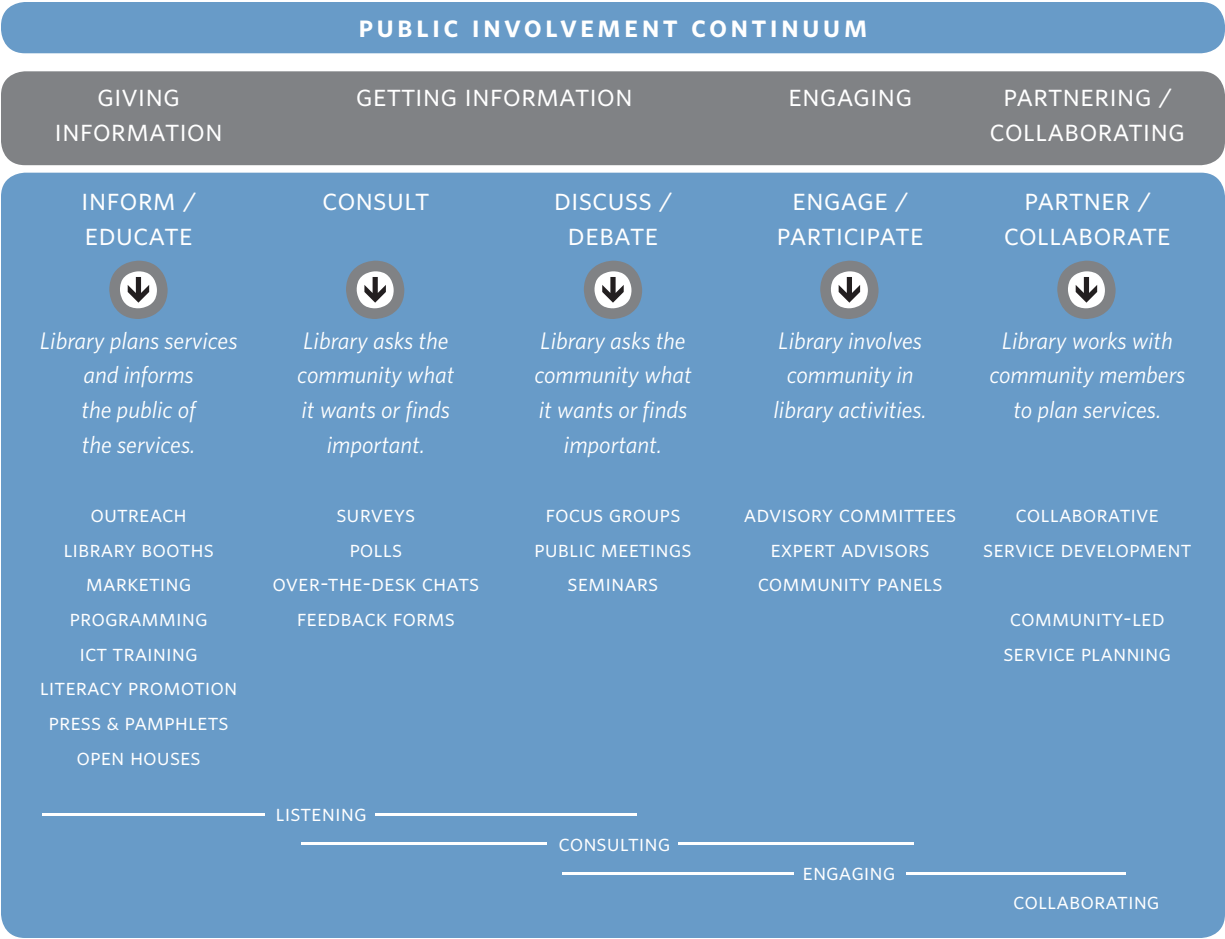 PUBLIC INVOLVEMENT CONTINUUM
GIVING
INFORMATION
GETTING INFORMATION
ENGAGING
PARTNERING /
COLLABORATING
INFORM /
EDUCATE
Library plans services
and informs
the public of
the services.
OUTREACH
LIBRARY BOOTHS
MARKETING
PROGRAMMING
ICT TRAINING
LITERACY PROMOTION
PRESS & PAMPHLETS
OPEN HOUSES
CONSULT
Library asks the
community what
it wants or finds
important.
SURVEYS
POLLS
OVER-THE-DESK CHATS
FEEDBACK FORMS
DISCUSS /
DEBATE
Library asks the
community what
it wants or finds
important.
FOCUS GROUPS
PUBLIC MEETINGS
SEMINARS
ENGAGE /
PARTICIPATE
Library involves
community in
library activities.
ADVISORY COMMITTEES
EXPERT ADVISORS
COMMUNITY PANELS
PARTNER /
COLLABORATE
Library works with
community members
to plan services.
COLLABORATIVE
SERVICE DEVELOPMENT
COMMUNITY-LED
SERVICE PLANNING
LISTENING
CONSULTING
ENGAGING
COLLABORATING